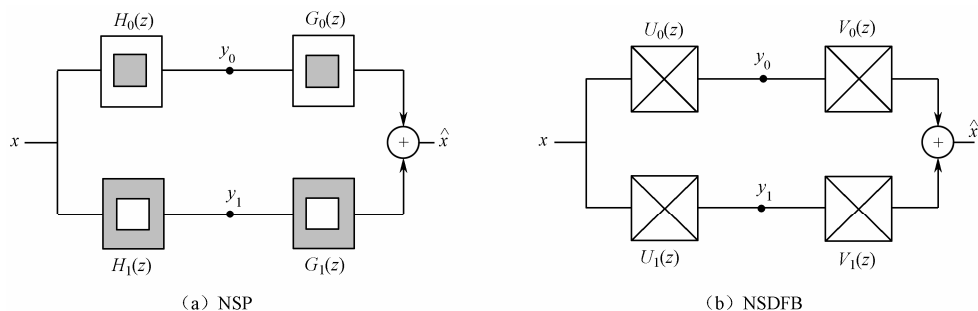 H₀(z)
G₀(z)
y₀
x
+
x̂
y₁
H₁(z)
G₁(z)
（a）NSP
U₀(z)
V₀(z)
y₀
x
+
x̂
y₁
U₁(z)
V₁(z)
（b）NSDFB